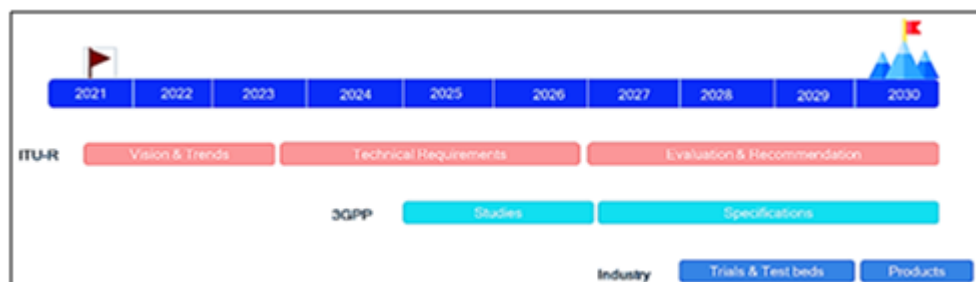 2021 2022 2023 2024 2025 2026 2027 2028 2029 2030
ITU-R Vision & Trends Technical Requirements Evaluation & Recommendation
3GPP Studies Specifications
Industry Trials & Test beds Products